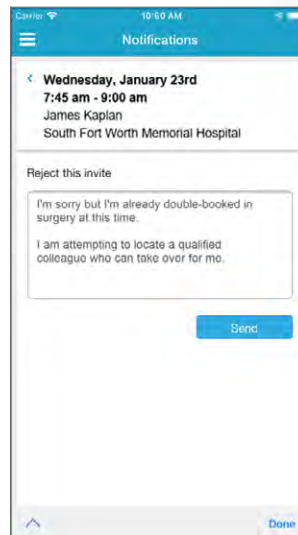 Carrier 10:60 AM
Notifications
Wednesday, January 23rd
7:45 am - 9:00 am
James Kaplan
South Fort Worth Memorial Hospital
Reject this invite
I'm sorry but I'm already double-booked in
surgery at this time.
I am attempting to locate a qualified
colleague who can take over for me.
Send
Done